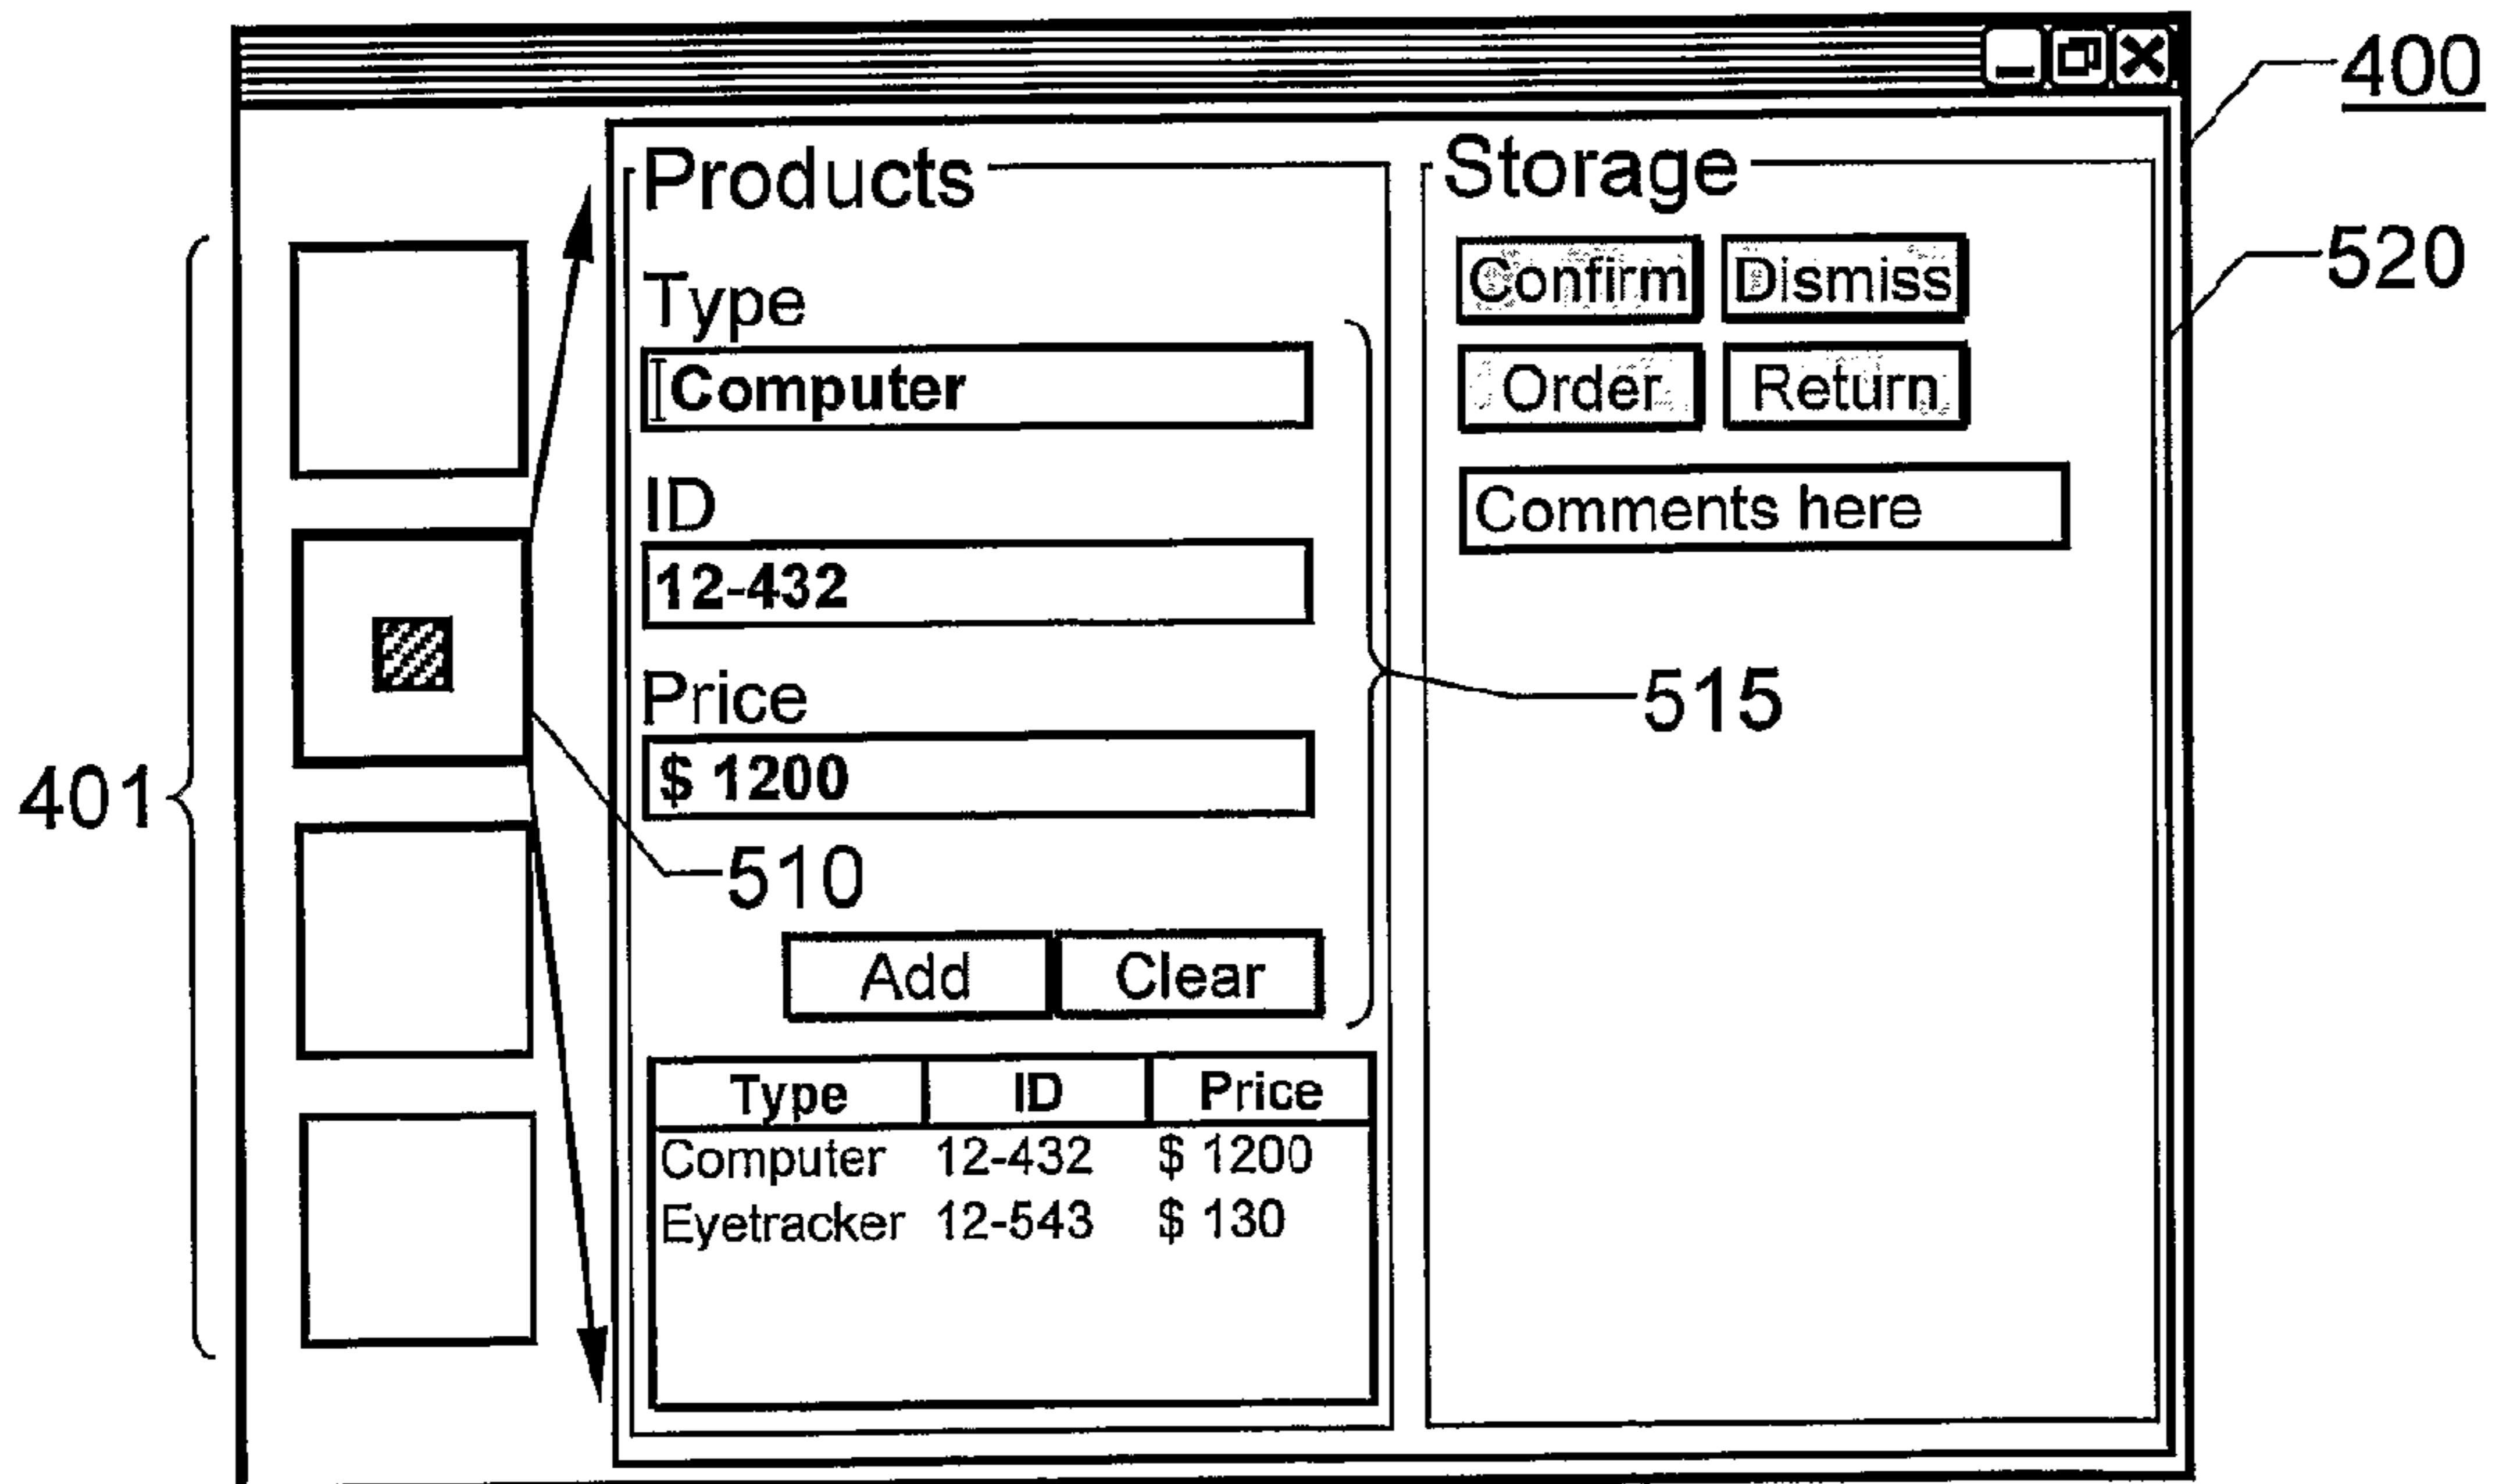 400
Products
Storage
520
Type
Confirm Dismiss
Computer
Order Return
ID
Comments here
12-432
Price
515
$ 1200
401
510
Add Clear
Type ID Price
Computer 12-432 $ 1200
Eyetracker 12-543 $ 130